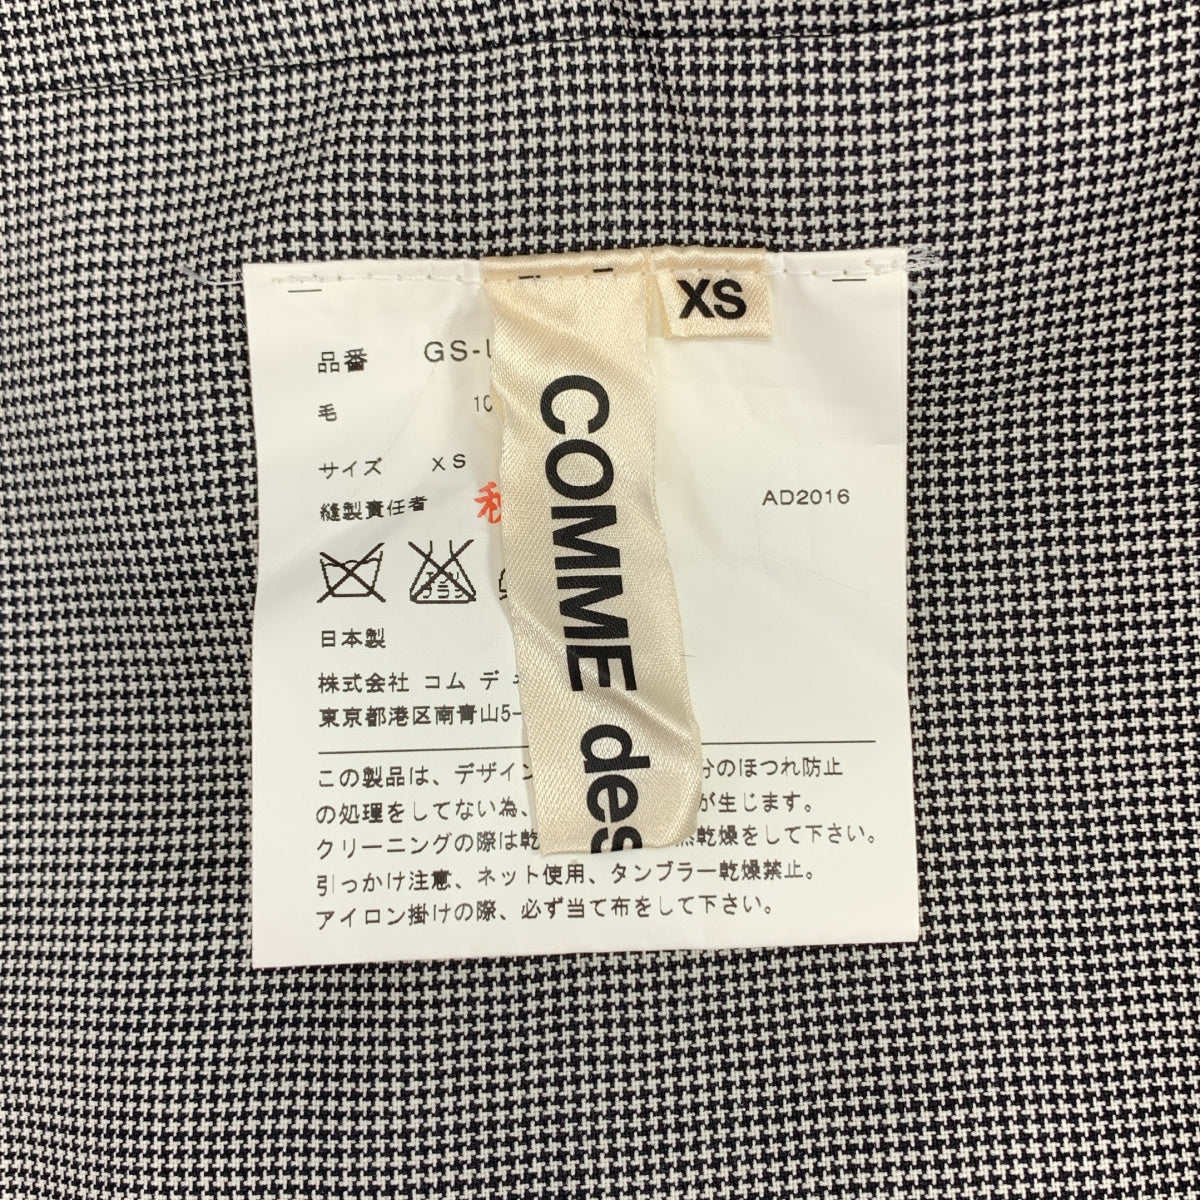 XS
COMME des
品番 GS-
毛 10
サイズ XS
縫製責任者
AD2016
日本製
株式会社 コム デ
東京都港区南青山5-
この製品は、デザイン 分のほつれ防止
の処理をしてない為、 が生じます。
クリーニングの際は乾 乾燥をして下さい。
引っかけ注意、ネット使用、タンブラー乾燥禁止。
アイロン掛けの際、必ず当て布をして下さい。